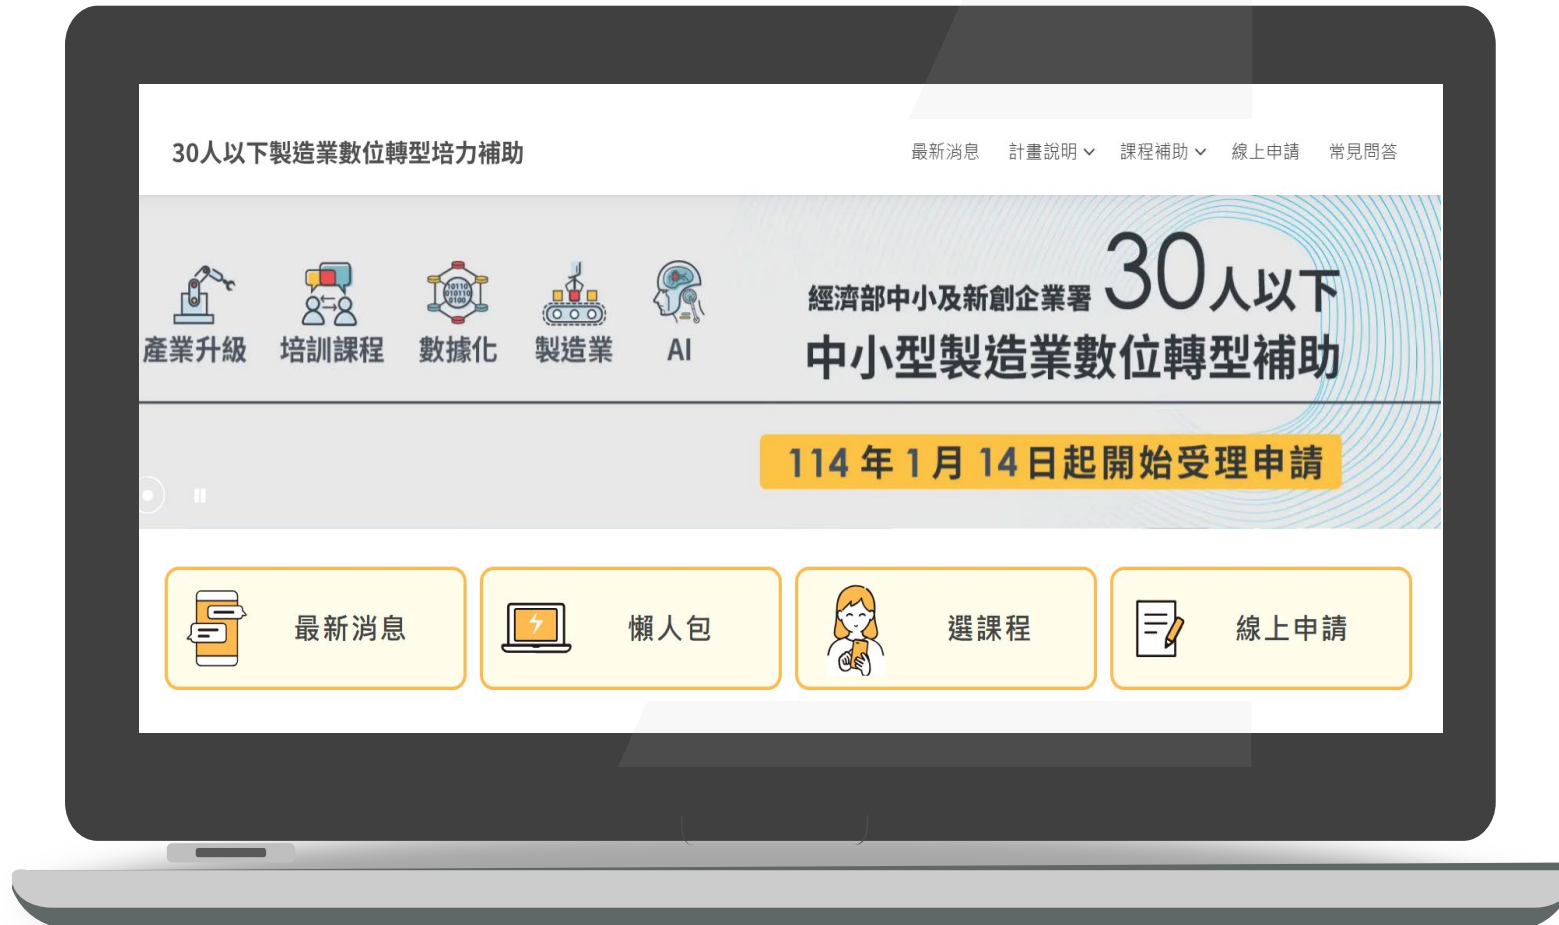 30人以下製造業數位轉型培力補助
最新消息 計畫說明 課程補助 線上申請 常見問答
經濟部中小及新創企業署 30人以下
中小型製造業數位轉型補助
產業升級 培訓課程 數據化 製造業 AI
10110
010110
0100
114 年 1 月 14 日起開始受理申請
最新消息 懶人包 選課程 線上申請